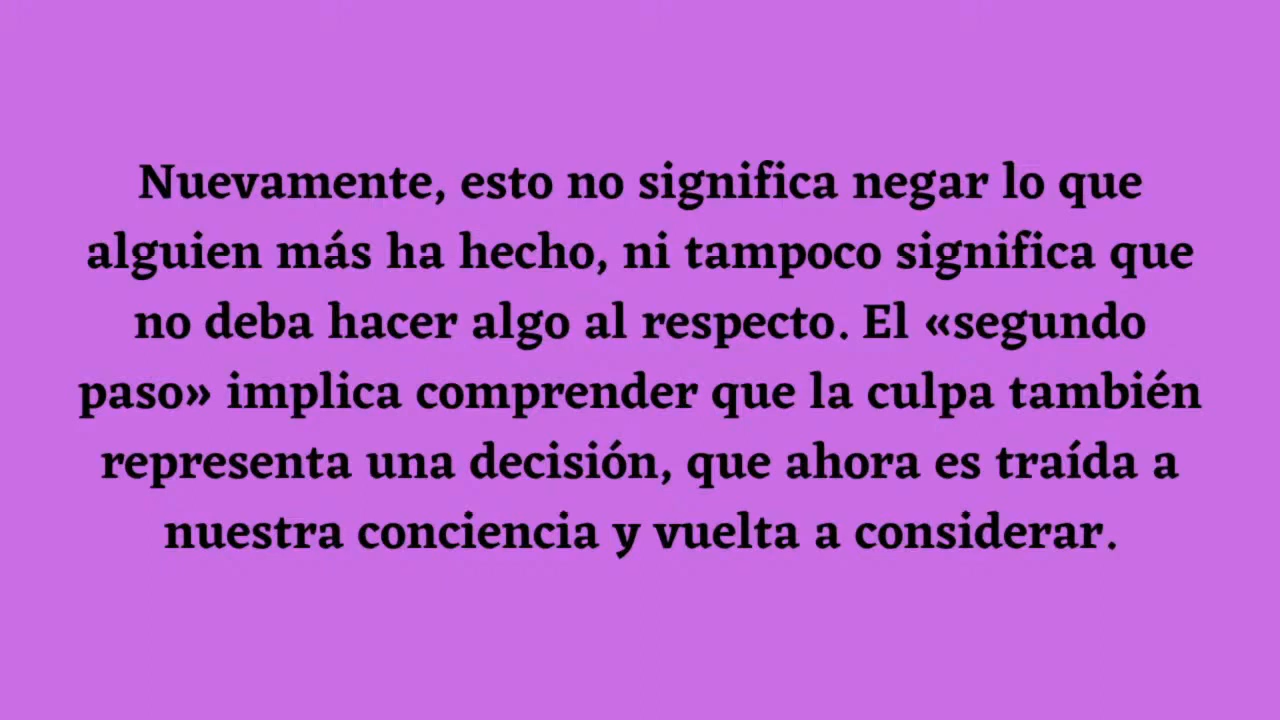 Nuevamente, esto no significa negar lo que
alguien más ha hecho, ni tampoco significa que
no deba hacer algo al respecto. El «segundo
paso» implica comprender que la culpa también
representa una decisión, que ahora es traída a
nuestra conciencia y vuelta a considerar.